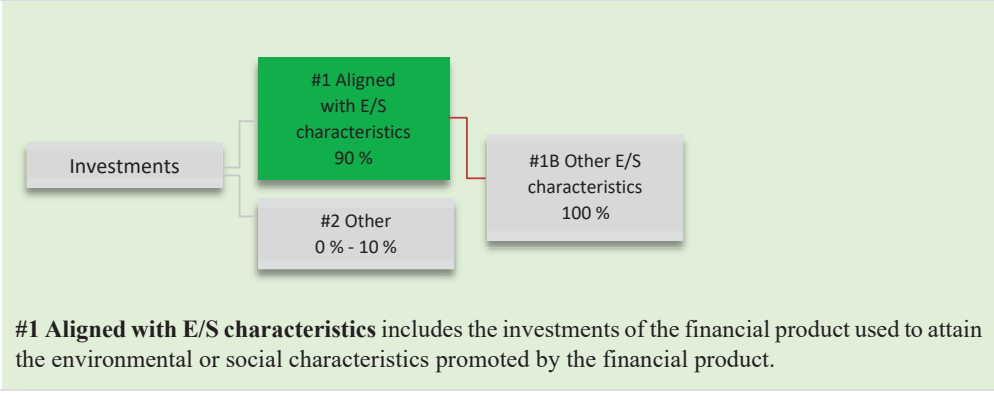 #1 Aligned
with E/S
characteristics
90 %
Investments
#1B Other E/S
characteristics
100 %
#2 Other
0 % - 10 %
#1 Aligned with E/S characteristics includes the investments of the financial product used to attain
the environmental or social characteristics promoted by the financial product.